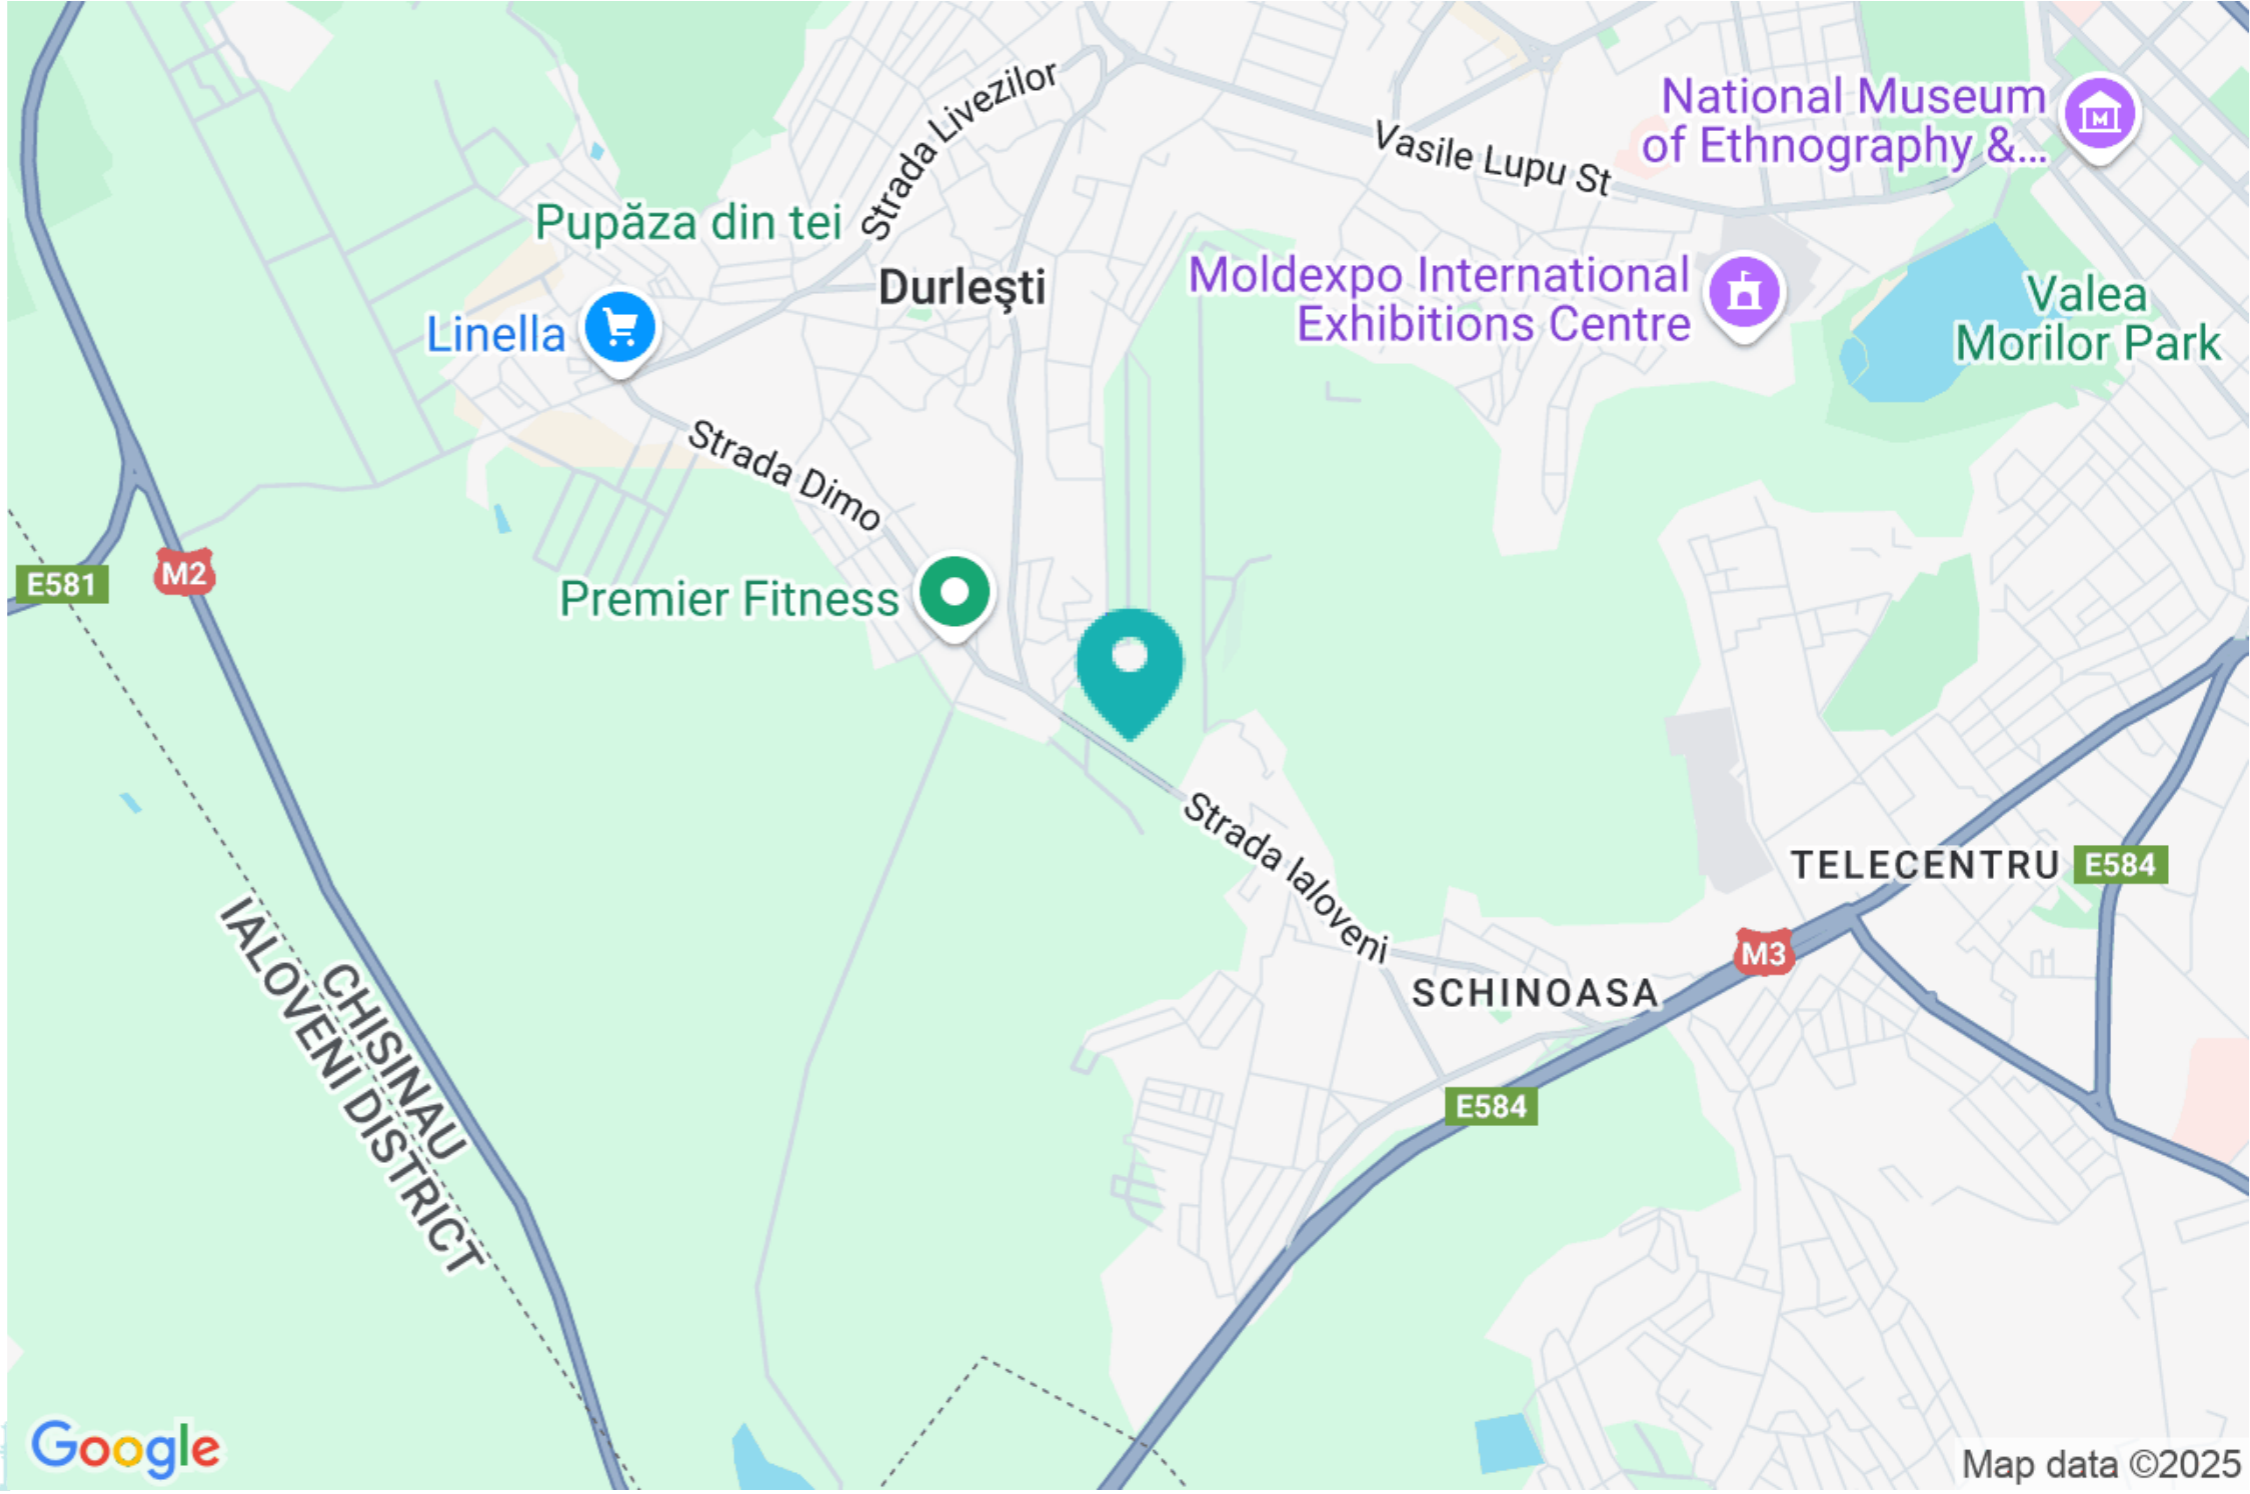 Strada Livezilor
National Museum
of Ethnography &...
Vasile Lupu St
Pupăza din tei
Durleşti
Moldexpo International
Exhibitions Centre
Valea
Morilor Park
Linella
Strada Dimo
E581
M2
Premier Fitness
Strada Ialoveni
TELECENTRU
E584
M3
SCHINOASA
CHISINAU
IALOVENI DISTRICT
E584
Google
Map data ©2025